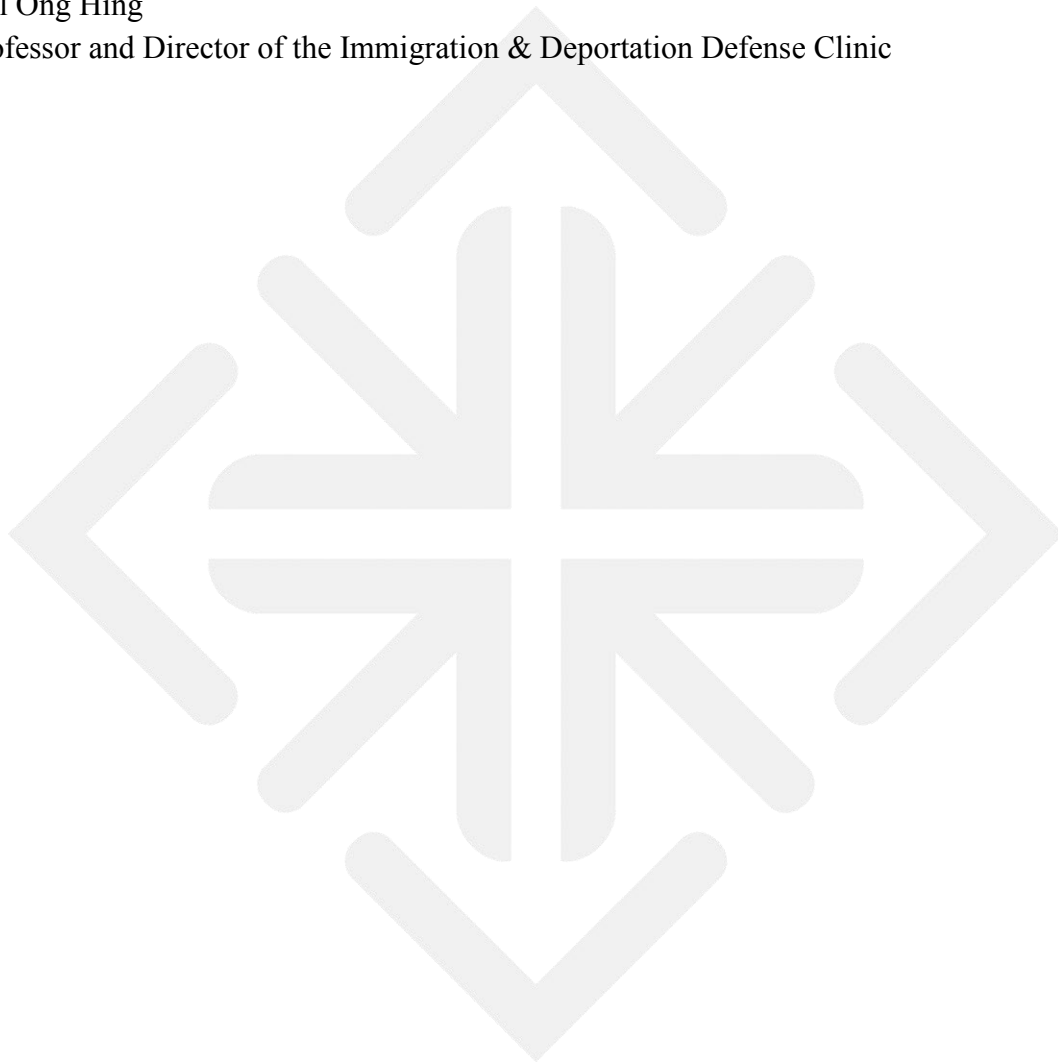 Ong Hing
ofessor and Director of the Immigration & Deportation Defense Clinic